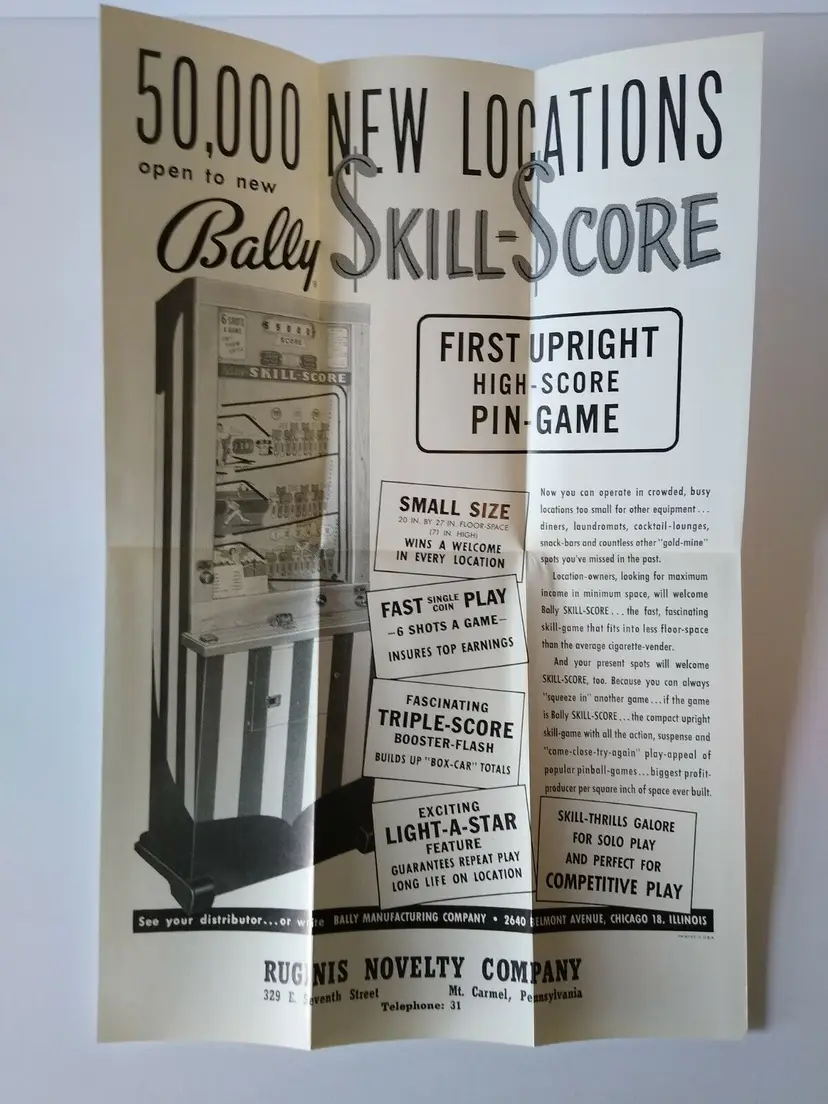 50,000 NEW LOCATIONS
open to new
Bally SKILL-SCORE
6 SHOTS
A GAME
SCORE
SKILL-SCORE
FIRST UPRIGHT
HIGH-SCORE
PIN-GAME
SMALL SIZE
20 IN. BY 27 IN. FLOOR-SPACE
(71 IN. HIGH)
WINS A WELCOME
IN EVERY LOCATION
FAST SINGLE COIN PLAY
—6 SHOTS A GAME—
INSURES TOP EARNINGS
FASCINATING
TRIPLE-SCORE
BOOSTER-FLASH
BUILDS UP "BOX-CAR" TOTALS
EXCITING
LIGHT-A-STAR
FEATURE
GUARANTEES REPEAT PLAY
LONG LIFE ON LOCATION
Now you can operate in crowded, busy
locations too small for other equipment...
diners, laundromats, cocktail-lounges,
snack-bars and countless other "gold-mine"
spots you've missed in the past.
Location-owners, looking for maximum
income in minimum space, will welcome
Bally SKILL-SCORE... the fast, fascinating
skill-game that fits into less floor-space
than the average cigarette-vender.
And your present spots will welcome
SKILL-SCORE, too. Because you can always
"squeeze in" another game...if the game
is Bally SKILL-SCORE...the compact upright
skill-game with all the action, suspense and
"come-close-try-again" play-appeal of
popular pinball-games...biggest profit-
producer per square inch of space ever built.
SKILL-THRILLS GALORE
FOR SOLO PLAY
AND PERFECT FOR
COMPETITIVE PLAY
See your distributor...or write BALLY MANUFACTURING COMPANY • 2640 BELMONT AVENUE, CHICAGO 18, ILLINOIS
PRINTED IN U.S.A.
RUGINIS NOVELTY COMPANY
329 E. Seventh Street Mt. Carmel, Pennsylvania
Telephone: 31